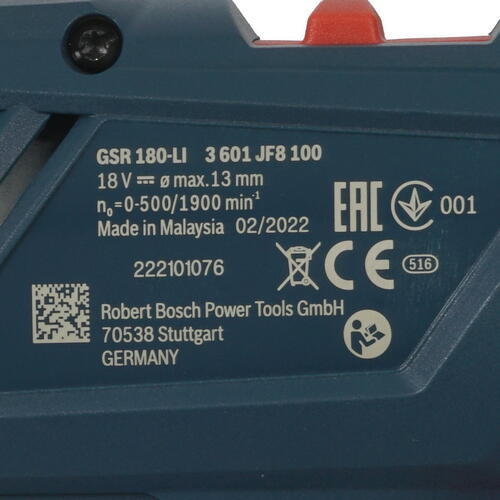 GSR 180-LI 3 601 JF8 100
18 V ⎓ ø max. 13 mm
n₀=0-500/1900 min⁻¹
Made in Malaysia 02/2022
EAC 001
222101076
CE 516
Robert Bosch Power Tools GmbH
70538 Stuttgart
GERMANY